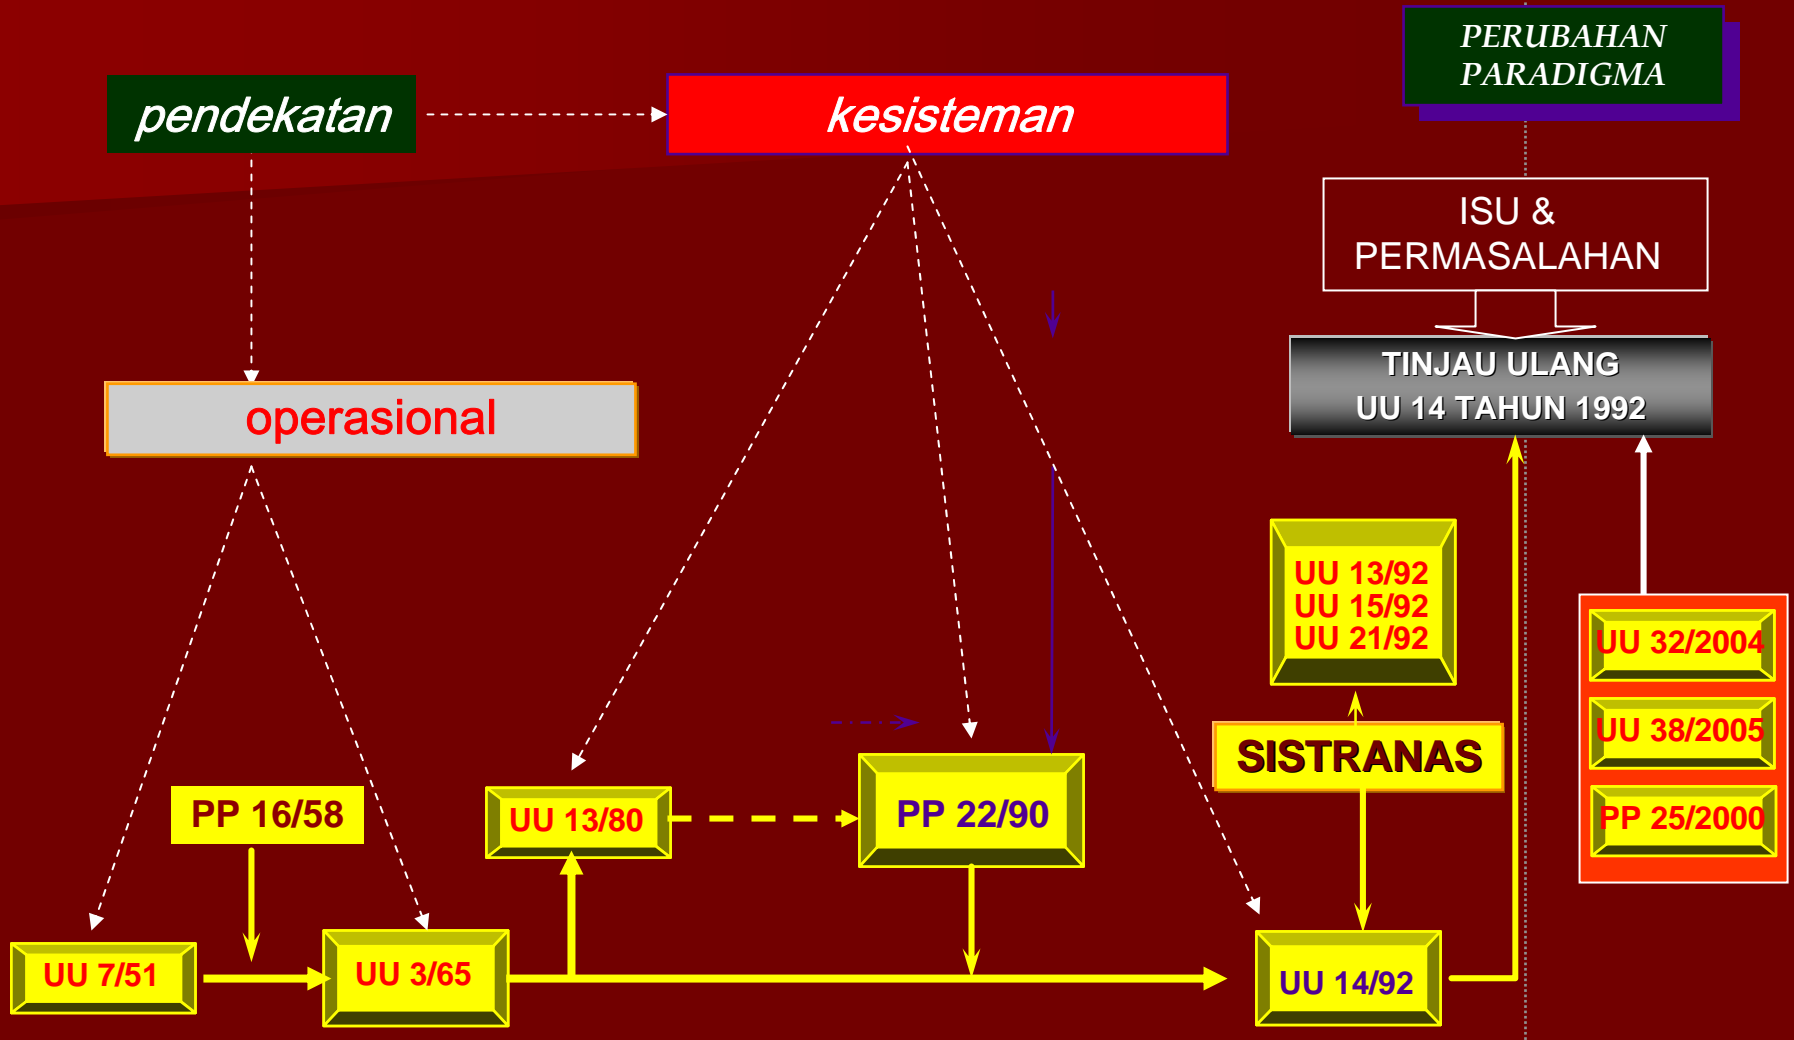 PERUBAHAN
PARADIGMA
pendekatan
kesisteman
ISU &
PERMASALAHAN
TINJAU ULANG
UU 14 TAHUN 1992
operasional
UU 13/92
UU 15/92
UU 21/92
UU 32/2004
UU 38/2005
SISTRANAS
PP 16/58
UU 13/80
PP 22/90
PP 25/2000
UU 7/51
UU 3/65
UU 14/92